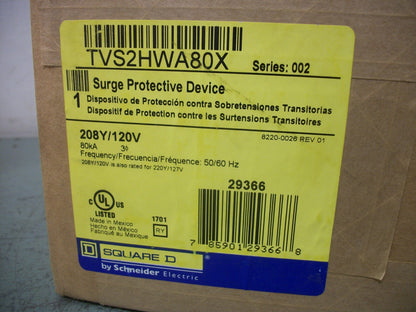 TVS2HWA80X
Series: 002
1 Surge Protective Device
Dispositivo de Protección contra Sobretensiones Transitorias
Dispositif de Protection contre les Surtensions Transitoires
208Y/120V
8220-0028 REV 01
80kA 3ϕ
Frequency/Frecuencia/Fréquence: 50/60 Hz
208Y/120V is also rated for 220Y/127V
29366
C UL US
LISTED
Made in Mexico
Hecho en México
Fabriqué au Mexique
1701
RY
7 85901 29366 8
D SQUARE D
by Schneider Electric